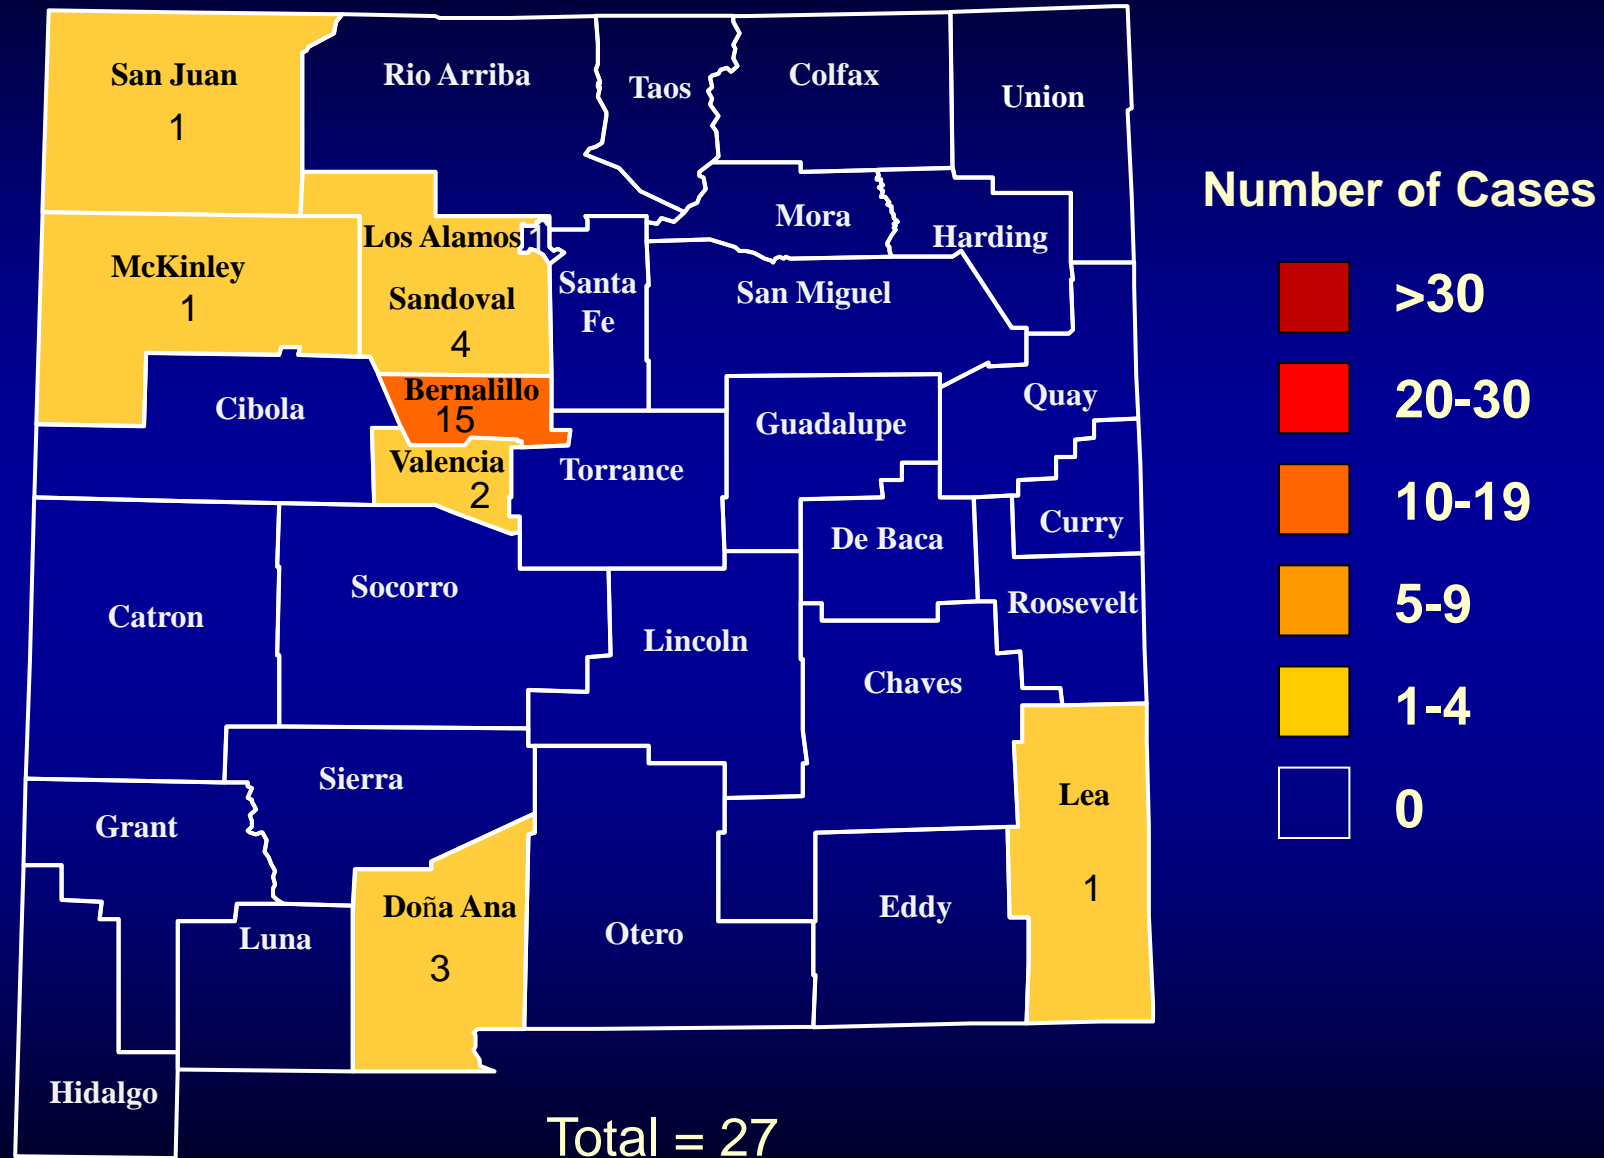 San Juan
1
Rio Arriba
Taos
Colfax
Union
Los Alamos
1
Mora
Harding
McKinley
1
Sandoval
4
Santa
Fe
San Miguel
Bernalillo
15
Cibola
Guadalupe
Quay
Valencia
2
Torrance
De Baca
Curry
Catron
Socorro
Lincoln
Roosevelt
Chaves
Sierra
Grant
Lea
1
Doña Ana
3
Luna
Otero
Eddy
Hidalgo
Total = 27
Number of Cases
>30
20-30
10-19
5-9
1-4
0